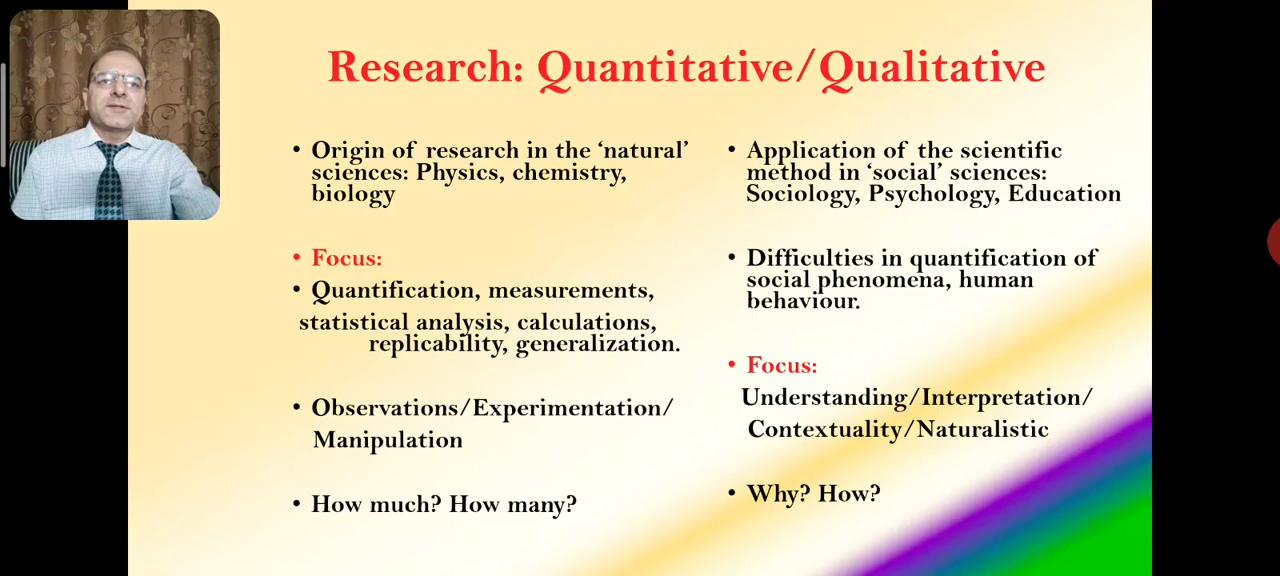 Research: Quantitative/Qualitative
• Origin of research in the ‘natural’
sciences: Physics, chemistry,
biology
• Focus:
• Quantification, measurements,
statistical analysis, calculations,
replicability, generalization.
• Observations/Experimentation/
Manipulation
• How much? How many?
• Application of the scientific
method in ‘social’ sciences:
Sociology, Psychology, Education
• Difficulties in quantification of
social phenomena, human
behaviour.
• Focus:
Understanding/Interpretation/
Contextuality/Naturalistic
• Why? How?